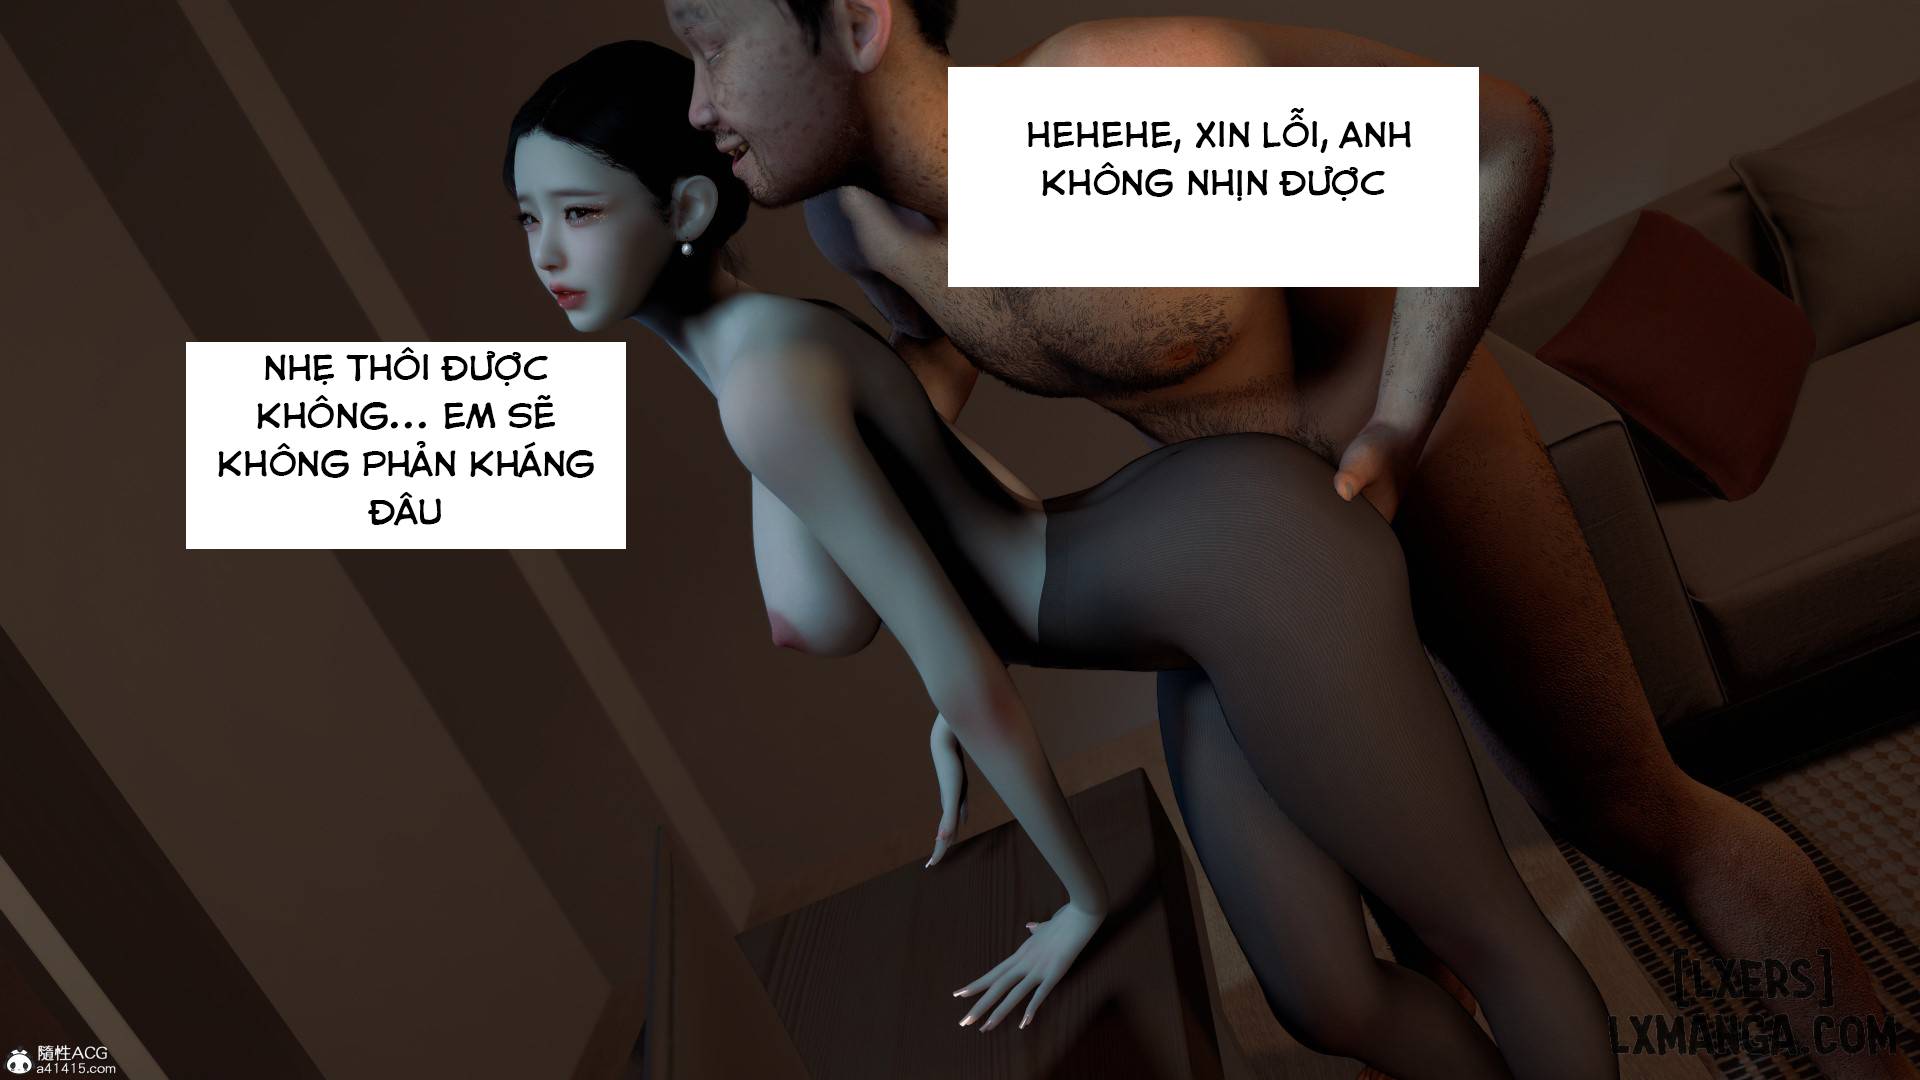 HEHEHE, XIN LỖI, ANH
KHÔNG NHỊN ĐƯỢC
NHẸ THÔI ĐƯỢC
KHÔNG... EM SẼ
KHÔNG PHẢN KHÁNG
ĐÂU
[LXERS]
LXMANGA.COM
隨性ACG
a41415.com